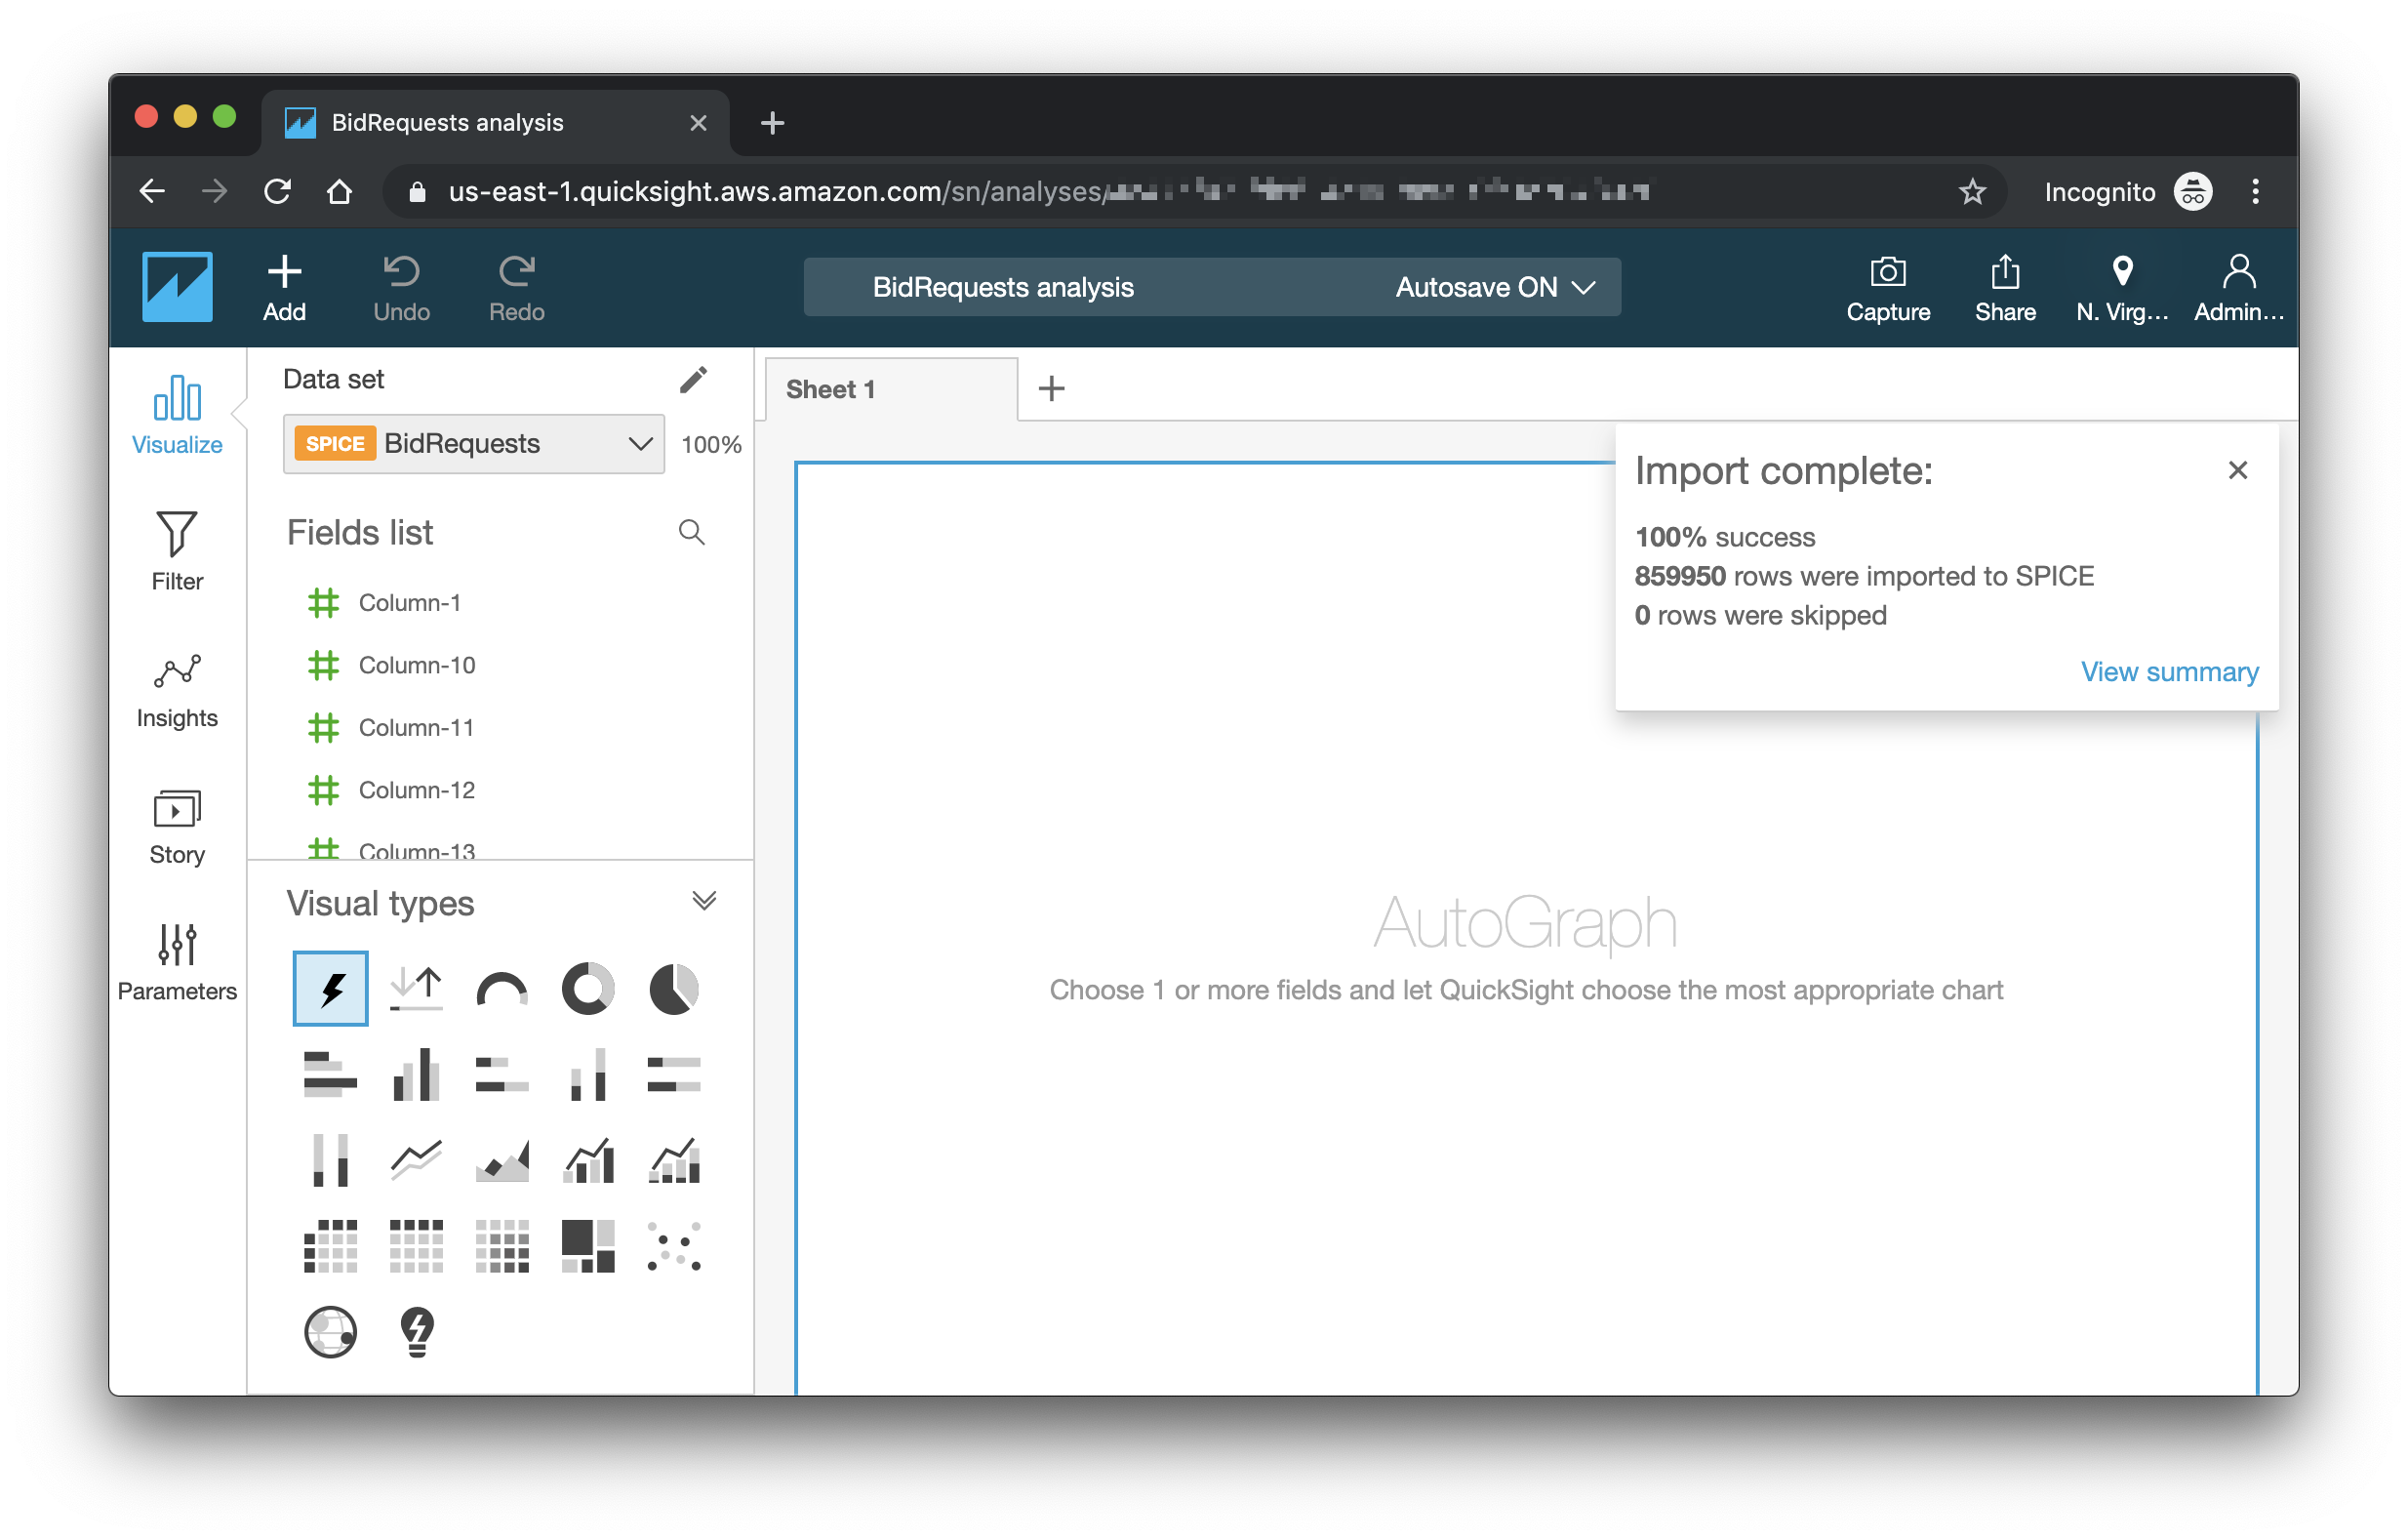 BidRequests analysis
us-east-1.quicksight.aws.amazon.com/sn/analyses/
Incognito
Add
Undo
Redo
BidRequests analysis
Autosave ON
Capture
Share
N. Virg...
Admin...
Visualize
Filter
Insights
Story
Parameters
Data set
SPICE BidRequests
100%
Fields list
Column-1
Column-10
Column-11
Column-12
Column-13
Visual types
Sheet 1
Import complete:
100% success
859950 rows were imported to SPICE
0 rows were skipped
View summary
AutoGraph
Choose 1 or more fields and let QuickSight choose the most appropriate chart